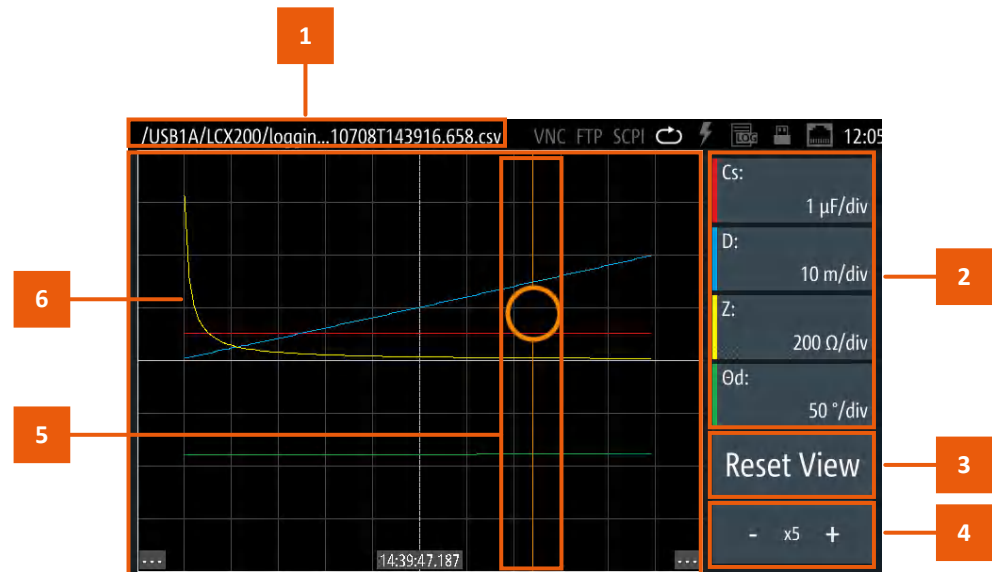 1
/USB1A/LCX200/loggin...10708T143916.658.csv VNC FTP SCPI LOG 12:05
Cs:
1 µF/div
D:
10 m/div
2
6
Z:
200 Ω/div
Θd:
50 °/div
5
Reset View
3
- x5 +
4
... 14:39:47.187 ...